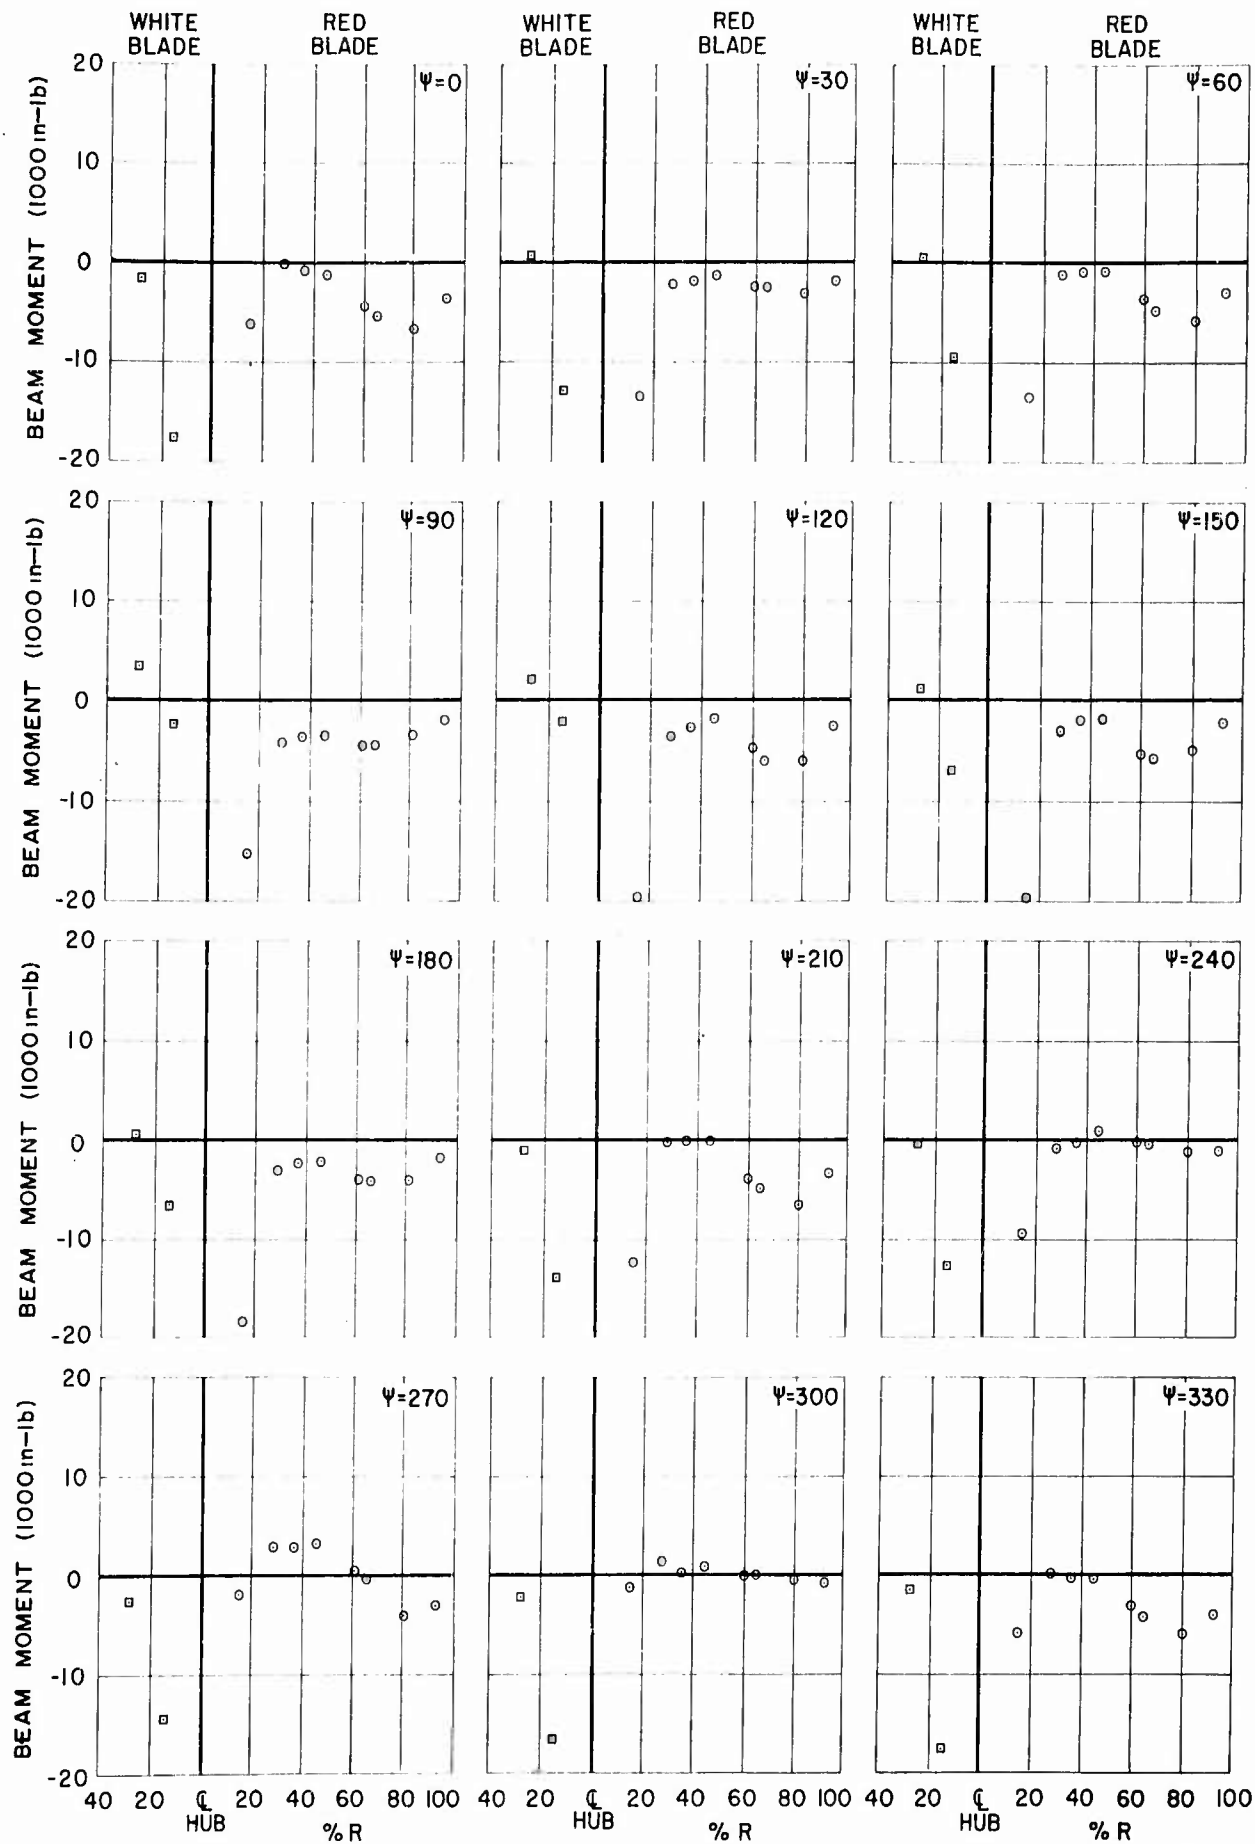 WHITE BLADE
RED BLADE
WHITE BLADE
RED BLADE
WHITE BLADE
RED BLADE
BEAM MOMENT (1000 in-lb)
20
10
0
-10
-20
Ψ=0
Ψ=30
Ψ=60
BEAM MOMENT (1000 in-lb)
20
10
0
-10
-20
Ψ=90
Ψ=120
Ψ=150
BEAM MOMENT (1000 in-lb)
20
10
0
-10
-20
Ψ=180
Ψ=210
Ψ=240
BEAM MOMENT (1000 in-lb)
20
10
0
-10
-20
Ψ=270
Ψ=300
Ψ=330
40 20 ℄ 20 40 60 80 100 40 20 ℄ 20 40 60 80 100 40 20 ℄ 20 40 60 80 100
HUB % R HUB % R HUB % R